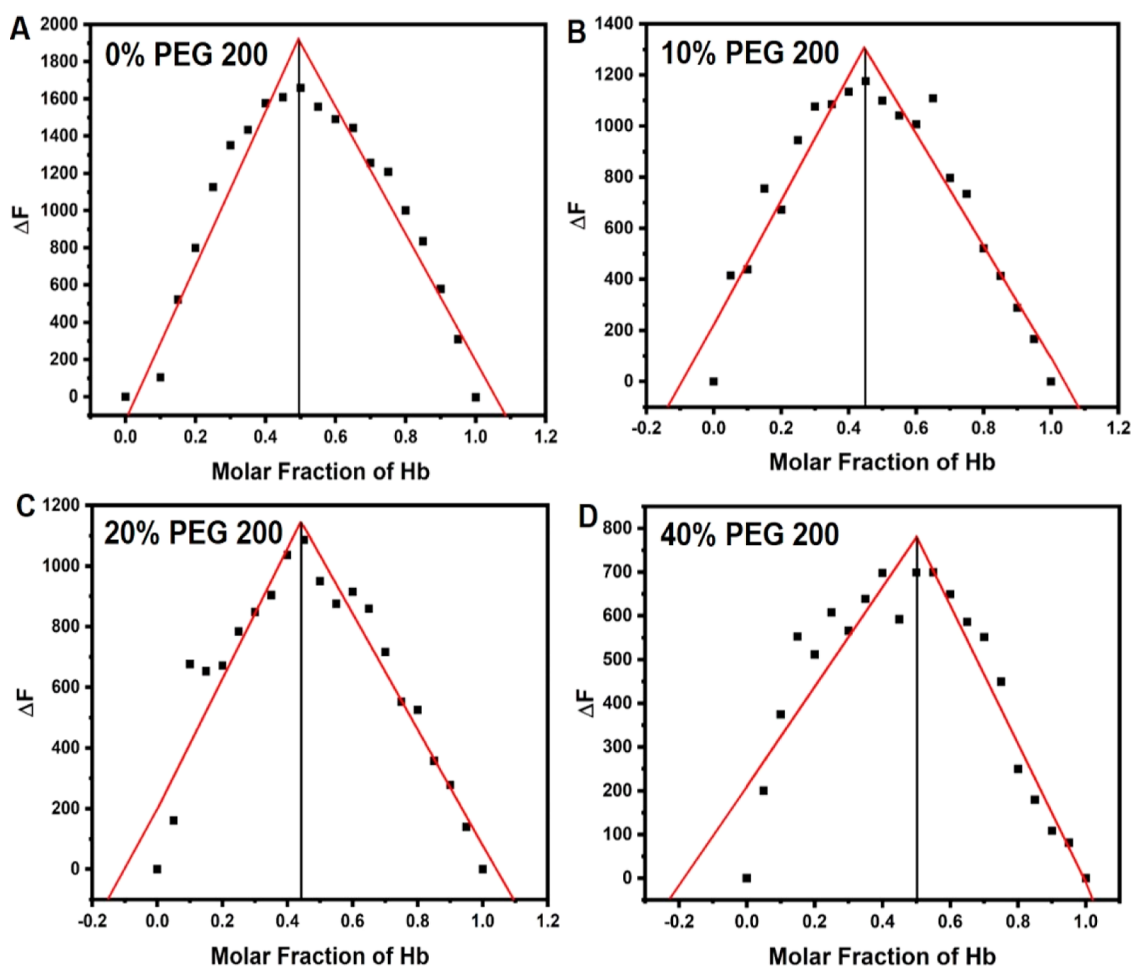 A
0% PEG 200
2000
1800
1600
1400
1200
1000
800
600
400
200
0
ΔF
0.0 0.2 0.4 0.6 0.8 1.0 1.2
Molar Fraction of Hb
B
10% PEG 200
1400
1200
1000
800
600
400
200
0
ΔF
-0.2 0.0 0.2 0.4 0.6 0.8 1.0 1.2
Molar Fraction of Hb
C
20% PEG 200
1200
1000
800
600
400
200
0
ΔF
-0.2 0.0 0.2 0.4 0.6 0.8 1.0 1.2
Molar Fraction of Hb
D
40% PEG 200
800
700
600
500
400
300
200
100
0
ΔF
-0.2 0.0 0.2 0.4 0.6 0.8 1.0
Molar Fraction of Hb